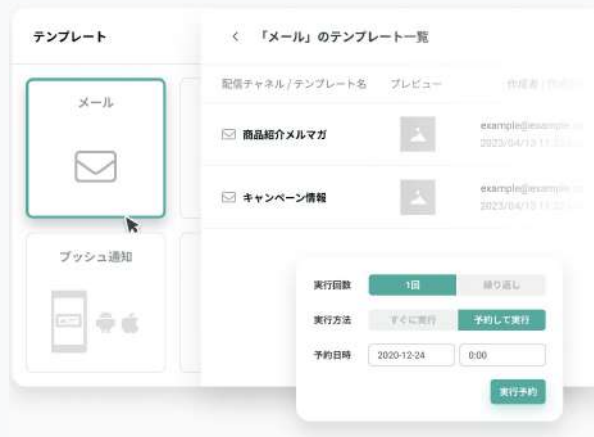 テンプレート
メール
プッシュ通知
「メール」のテンプレート一覧
配信チャネル / テンプレート名 プレビュー 作成者
商品紹介メルマガ
example@example
2023/04/13 11:
キャンペーン情報
example@example
2023/04/13 11:
実行回数 1回 繰り返し
実行方法 すぐに実行 予約して実行
予約日時 2020-12-24 0:00
実行予約